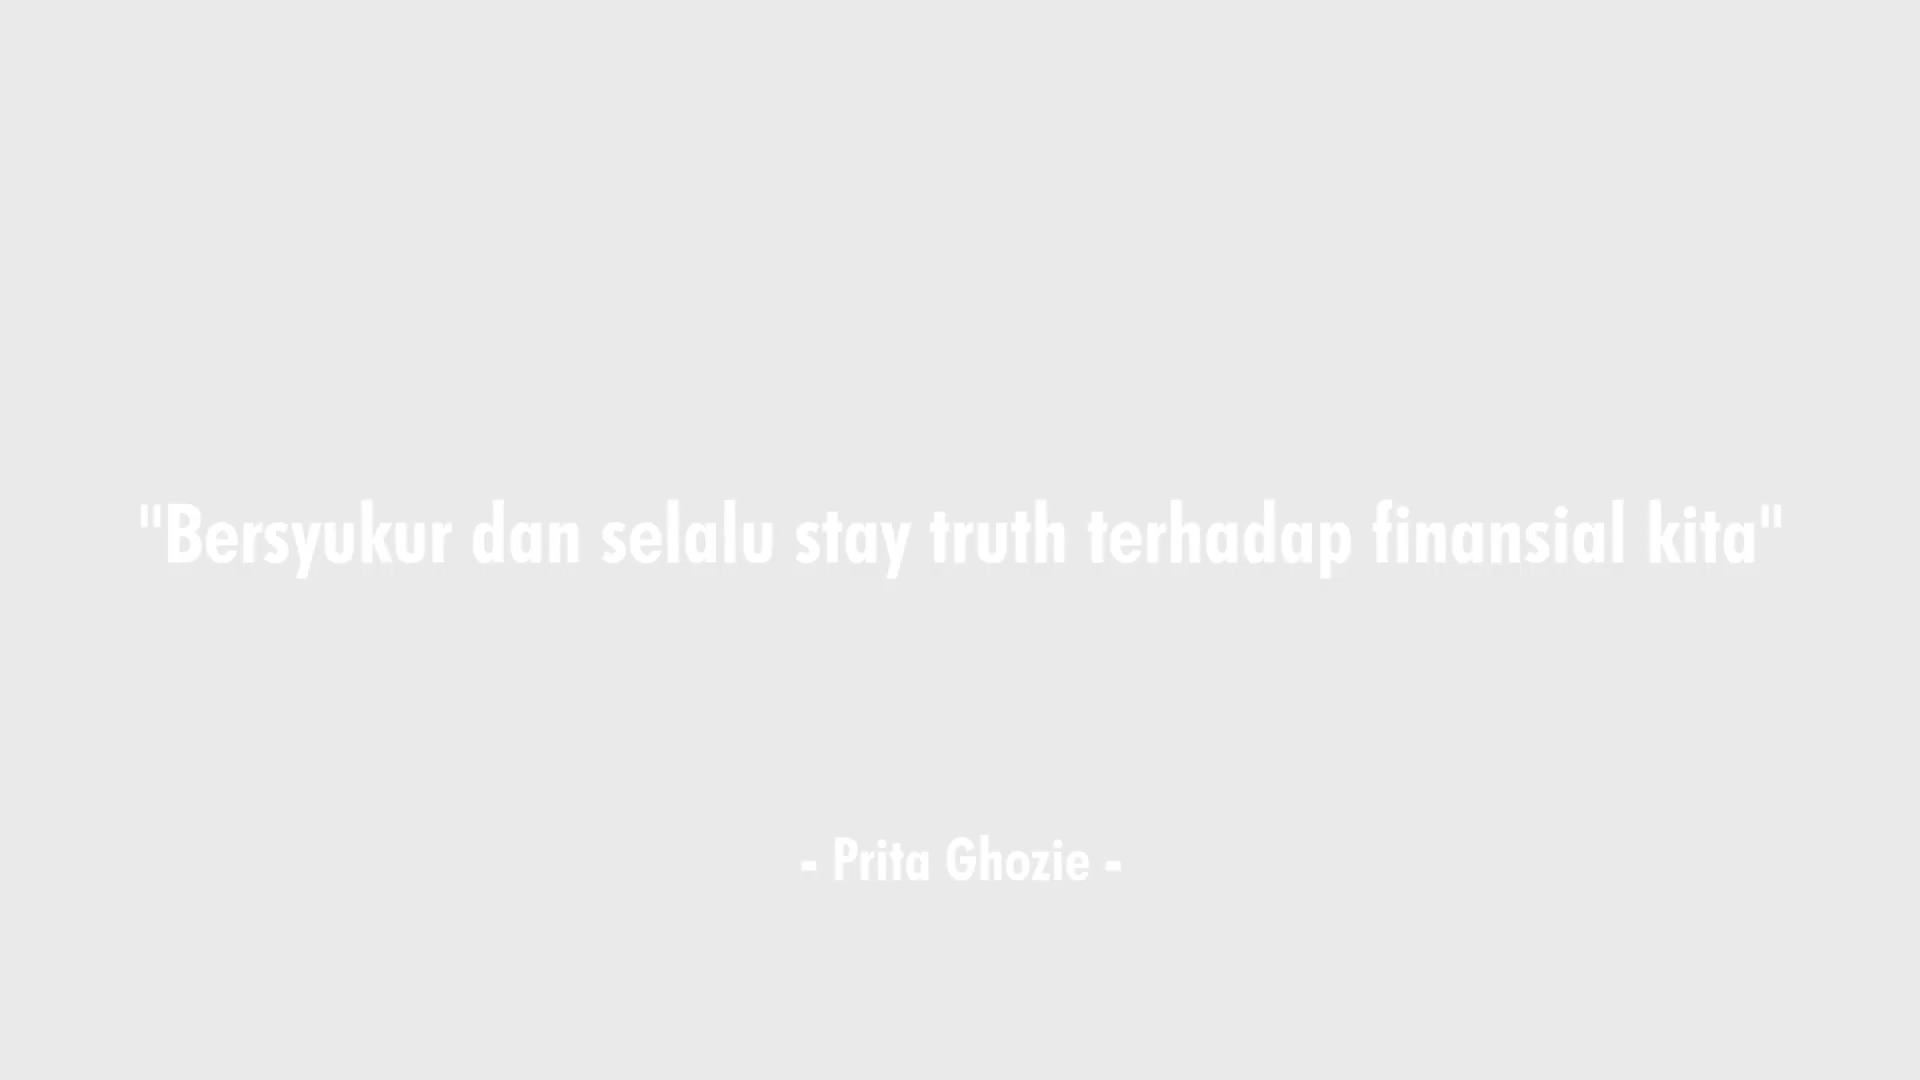 "Bersyukur dan selalu stay truth terhadap finansial kita"
- Prita Ghozie -